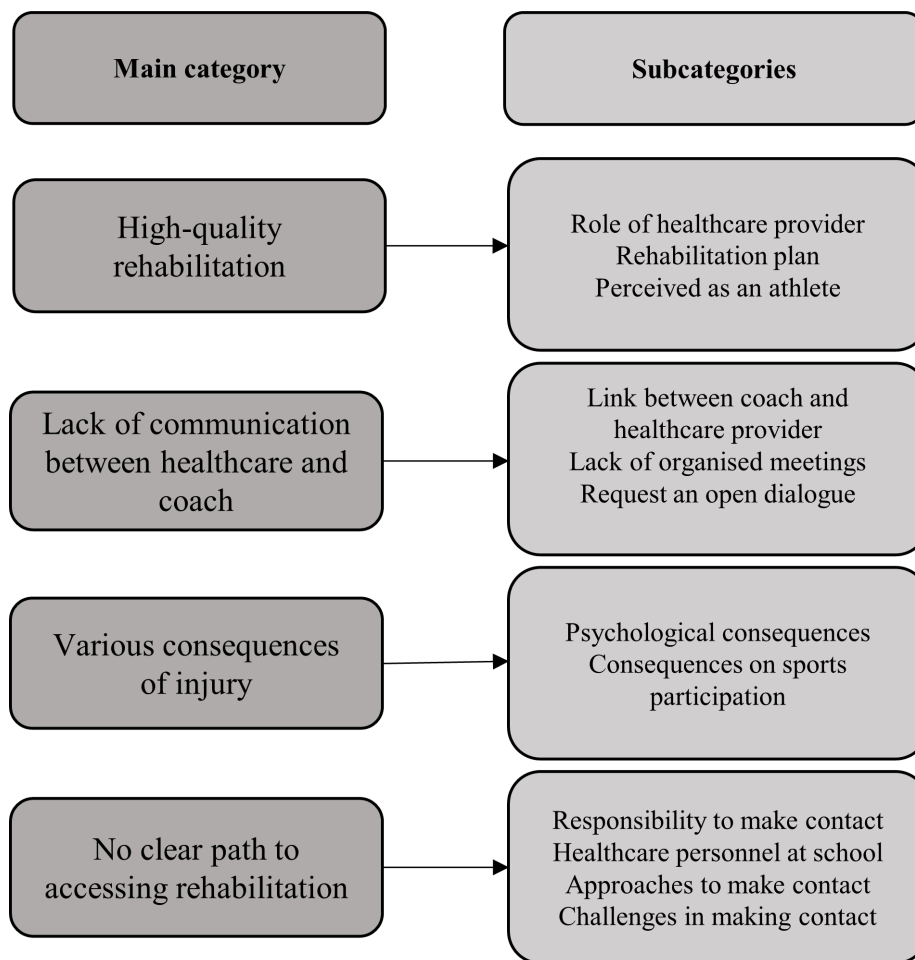 Main category
Subcategories
High-quality
rehabilitation
Role of healthcare provider
Rehabilitation plan
Perceived as an athlete
Lack of communication
between healthcare and
coach
Link between coach and
healthcare provider
Lack of organised meetings
Request an open dialogue
Various consequences
of injury
Psychological consequences
Consequences on sports
participation
No clear path to
accessing rehabilitation
Responsibility to make contact
Healthcare personnel at school
Approaches to make contact
Challenges in making contact